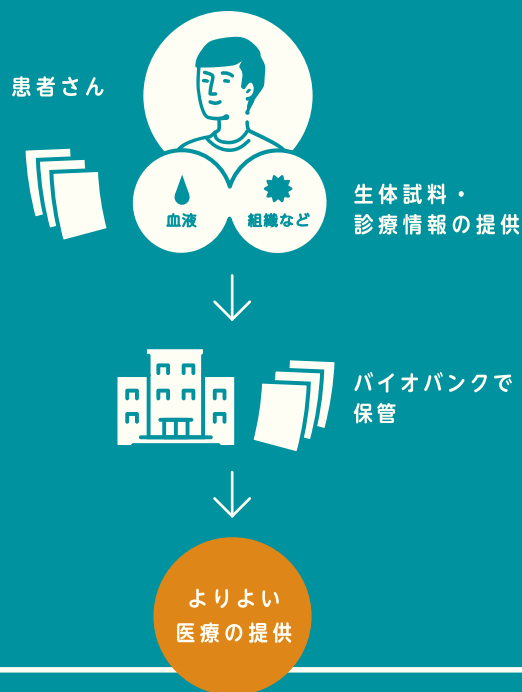 患者さん
血液
組織など
生体試料・
診療情報の提供
バイオバンクで
保管
よりよい
医療の提供